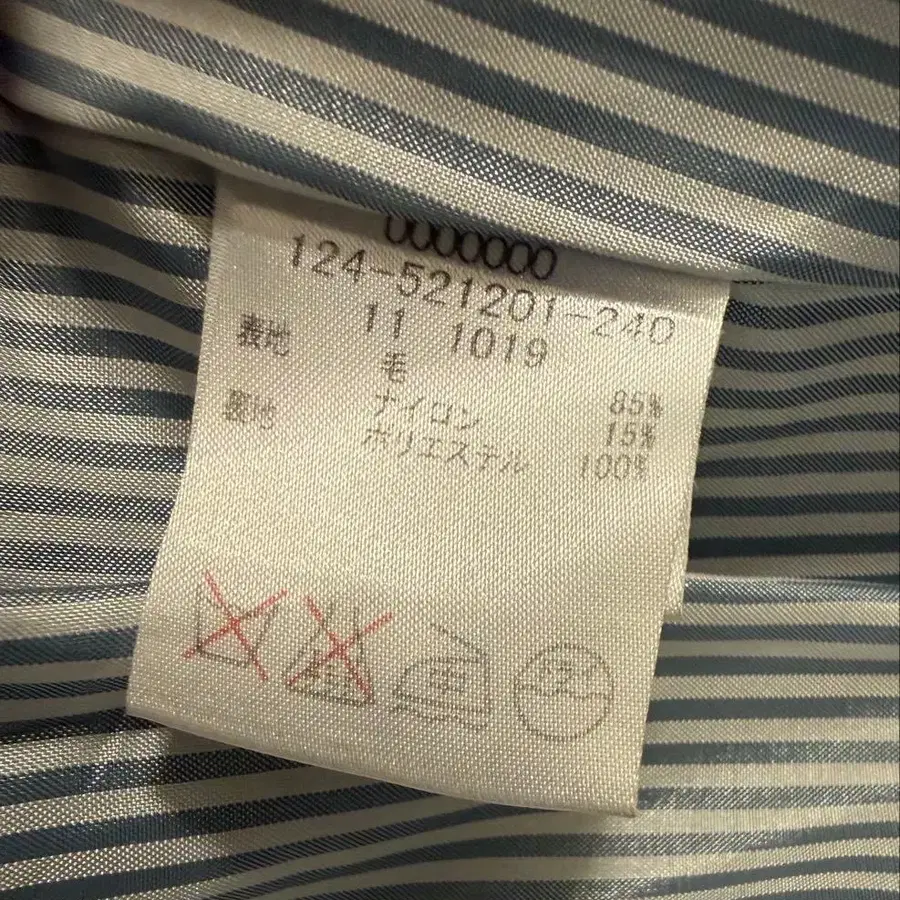 0000000
124-521201-240
11 1019
表地 毛 85%
ナイロン 15%
裏地 ポリエステル 100%